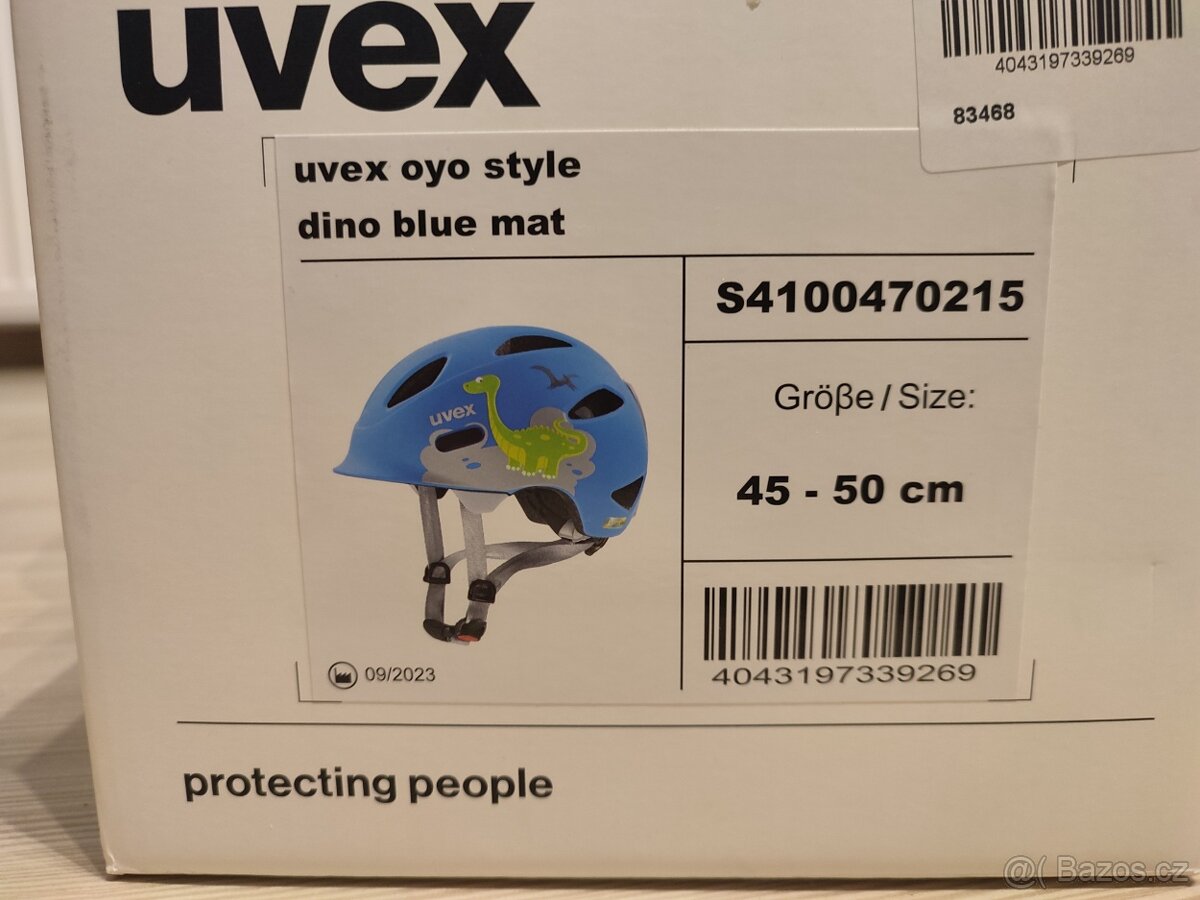 uvex
4043197339269
83468
uvex oyo style
dino blue mat
S4100470215
uvex
Größe / Size:
45 - 50 cm
09/2023
4043197339269
protecting people
@( Bazos.cz